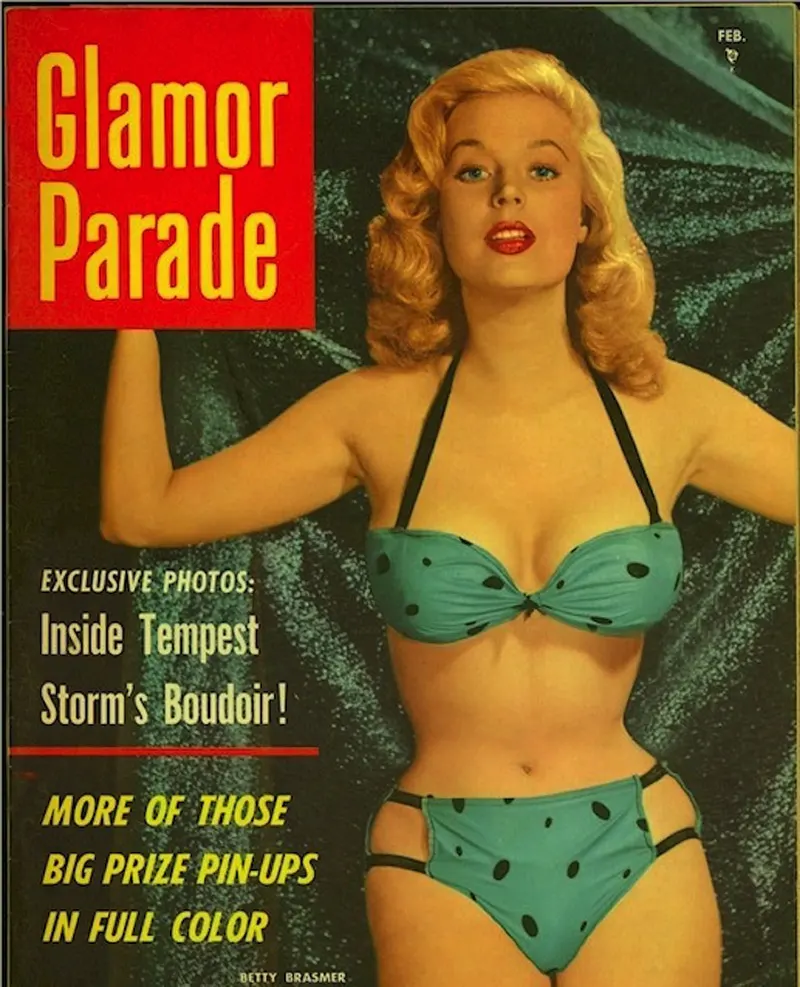 Glamor
Parade
FEB.
EXCLUSIVE PHOTOS:
Inside Tempest
Storm's Boudoir!
MORE OF THOSE
BIG PRIZE PIN-UPS
IN FULL COLOR
BETTY BRASMER